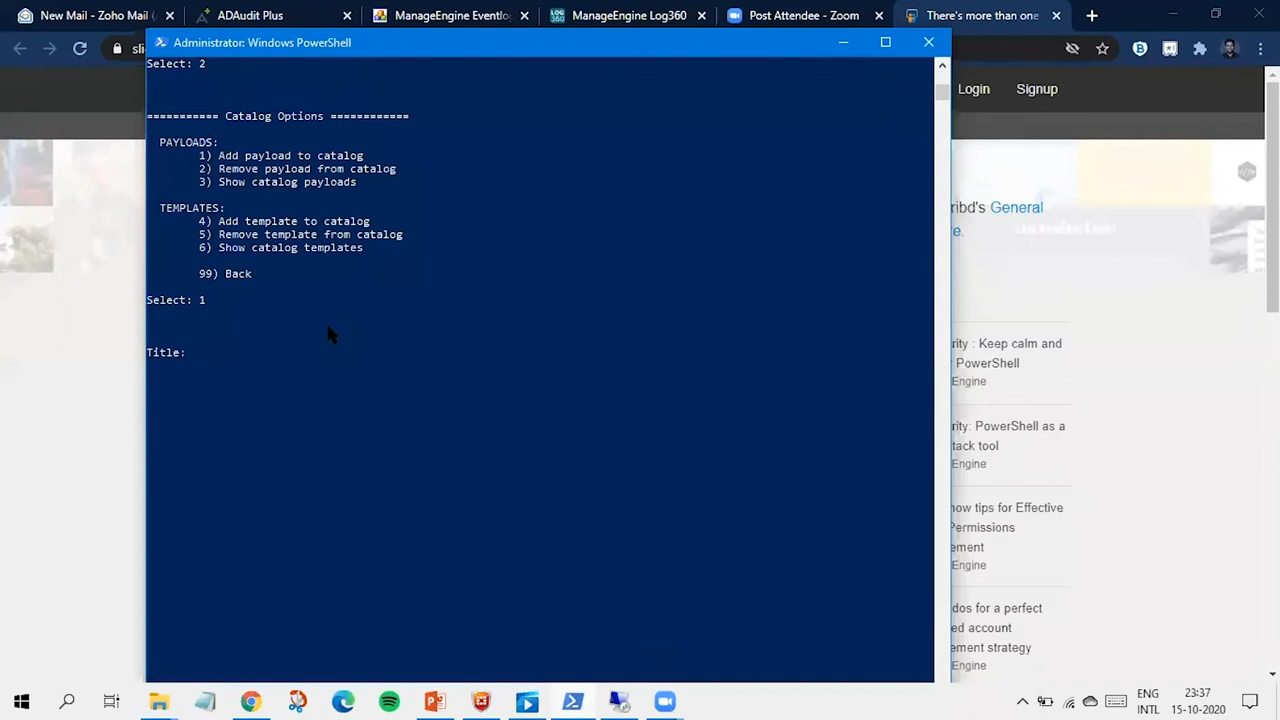 New Mail - Zoho Mail (
ADAudit Plus
ManageEngine Eventlo
ManageEngine Log360
Post Attendee - Zoom
There's more than one
Administrator: Windows PowerShell
Select: 2
=========== Catalog Options ============
PAYLOADS:
1) Add payload to catalog
2) Remove payload from catalog
3) Show catalog payloads
TEMPLATES:
4) Add template to catalog
5) Remove template from catalog
6) Show catalog templates
99) Back
Select: 1
Title:
sli
Login Signup
ribd's General
re.
rity : Keep calm and
PowerShell
Engine
rity: PowerShell as a
tack tool
Engine
now tips for Effective
Permissions
ement
Engine
dos for a perfect
ed account
ement strategy
Engine
ENG
INTL
23:37
15-10-2020